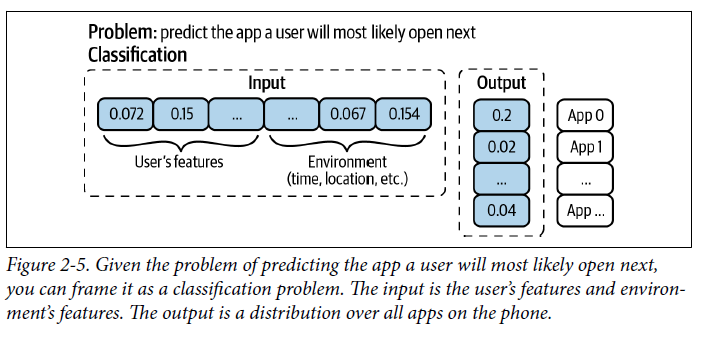 Problem: predict the app a user will most likely open next
Classification
Input
0.072 0.15 ... ... 0.067 0.154
User's features
Environment
(time, location, etc.)
Output
0.2 App 0
0.02 App 1
... ...
0.04 App ...
Figure 2-5. Given the problem of predicting the app a user will most likely open next,
you can frame it as a classification problem. The input is the user’s features and environ-
ment’s features. The output is a distribution over all apps on the phone.